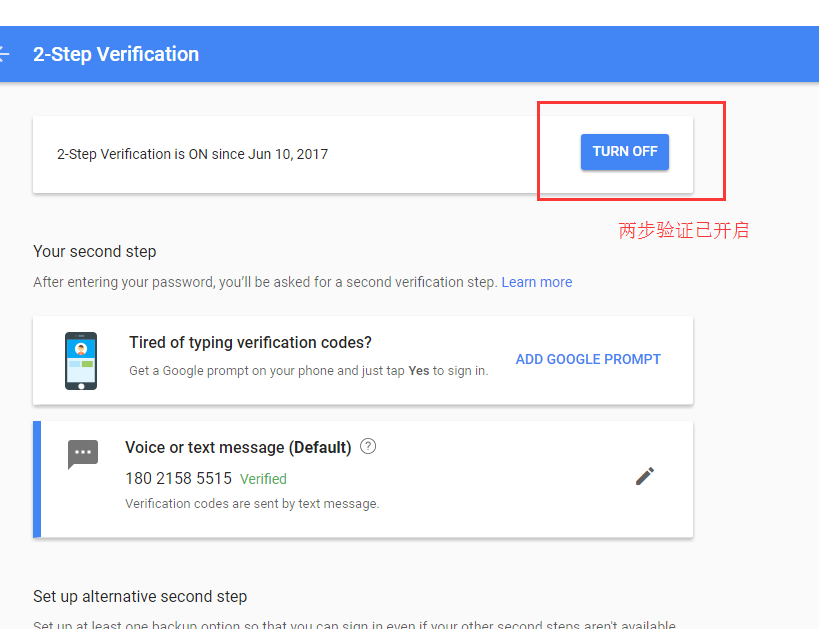 2-Step Verification
2-Step Verification is ON since Jun 10, 2017
TURN OFF
两步验证已开启
Your second step
After entering your password, you’ll be asked for a second verification step. Learn more
Tired of typing verification codes?
Get a Google prompt on your phone and just tap Yes to sign in.
ADD GOOGLE PROMPT
Voice or text message (Default) ?
180 2158 5515 Verified
Verification codes are sent by text message.
Set up alternative second step
Set up at least one backup option so that you can sign in even if your other second steps aren't available.